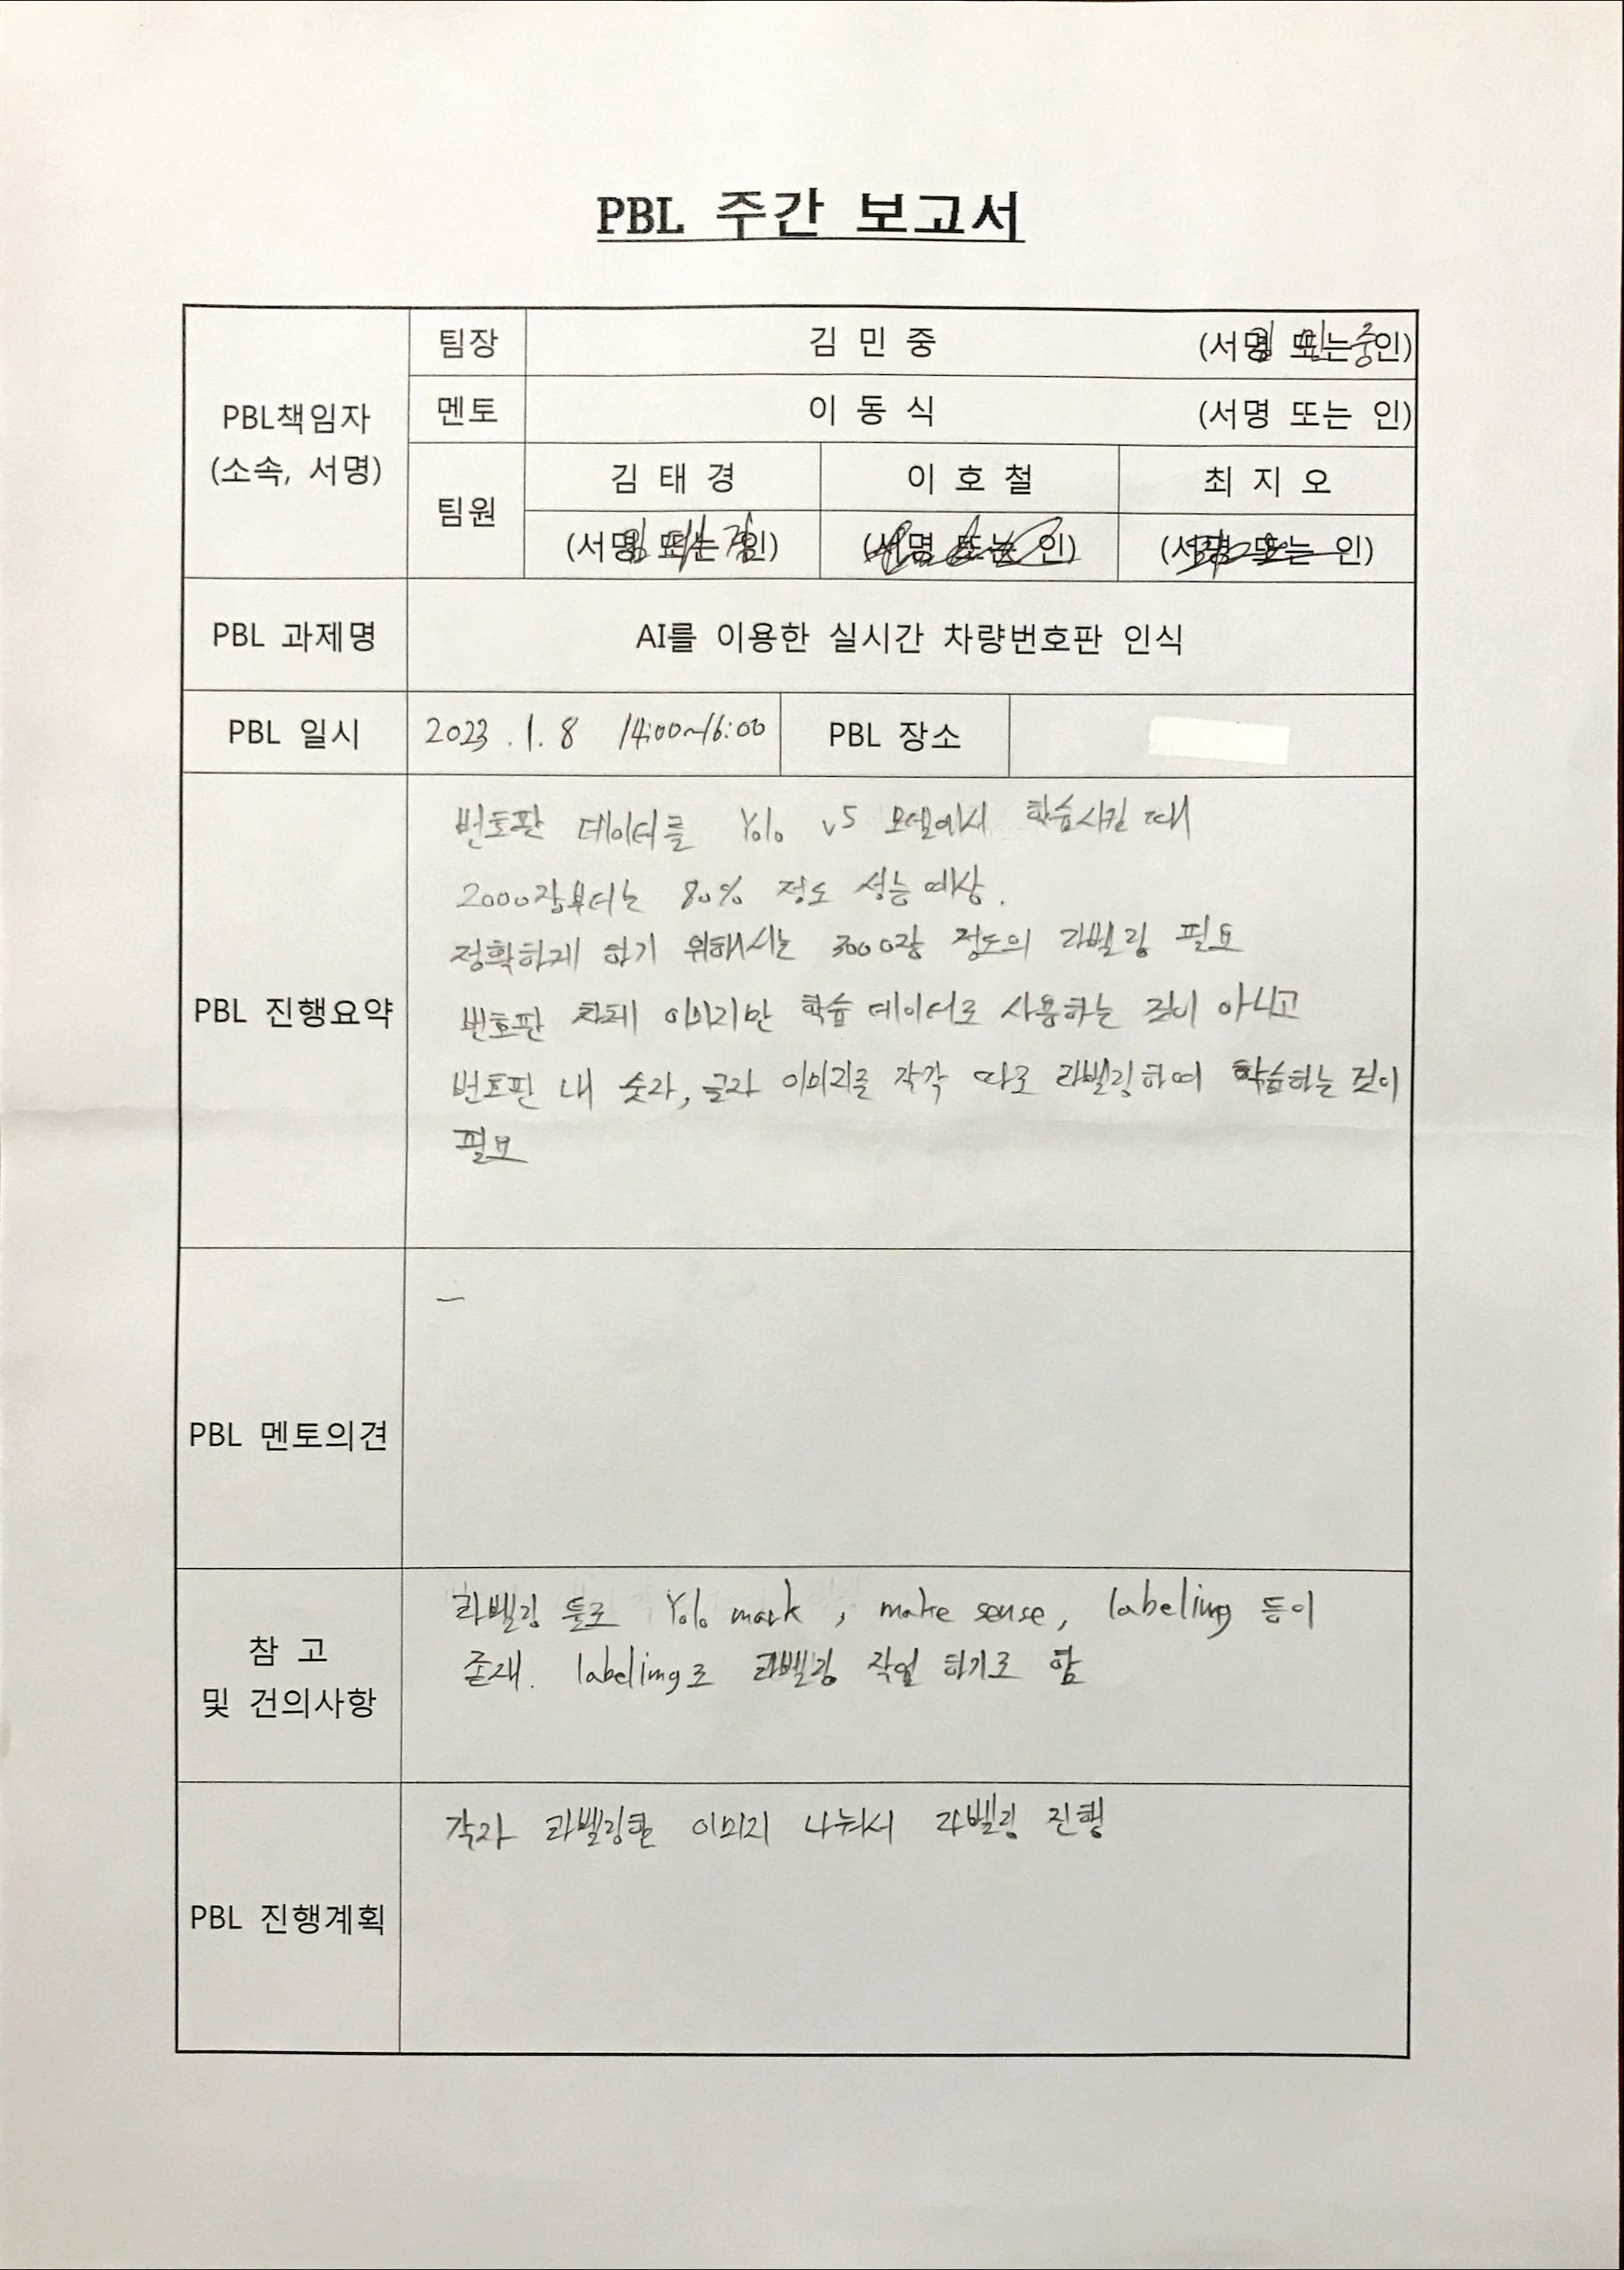 PBL 주간 보고서
PBL책임자
(소속, 서명)
팀장
김 민 중
(서명 또는 인)
김민중
멘토
이 동 식
(서명 또는 인)
팀원
김 태 경
이 호 철
최 지 오
(서명 또는 인)
김태경
(서명 또는 인)
(서명 또는 인)
PBL 과제명
AI를 이용한 실시간 차량번호판 인식
PBL 일시
2023 . 1. 8 14:00~16:00
PBL 장소
PBL 진행요약
번호판 데이터를 Yolo v5 모델에서 학습시킬 때
2000장부터는 80% 정도 성능 예상.
정확하게 하기 위해서는 3000장 정도의 라벨링 필요
번호판 자체 이미지만 학습 데이터로 사용하는 것이 아니고
번호판 내 숫자, 글자 이미지를 각각 따로 라벨링하여 학습하는 것이
필요
PBL 멘토의견
–
참 고
및 건의사항
라벨링 툴로 Yolo mark , make sense, labeling 등이
존재. labelimg로 라벨링 작업 하기로 함
PBL 진행계획
각자 라벨링할 이미지 나눠서 라벨링 진행